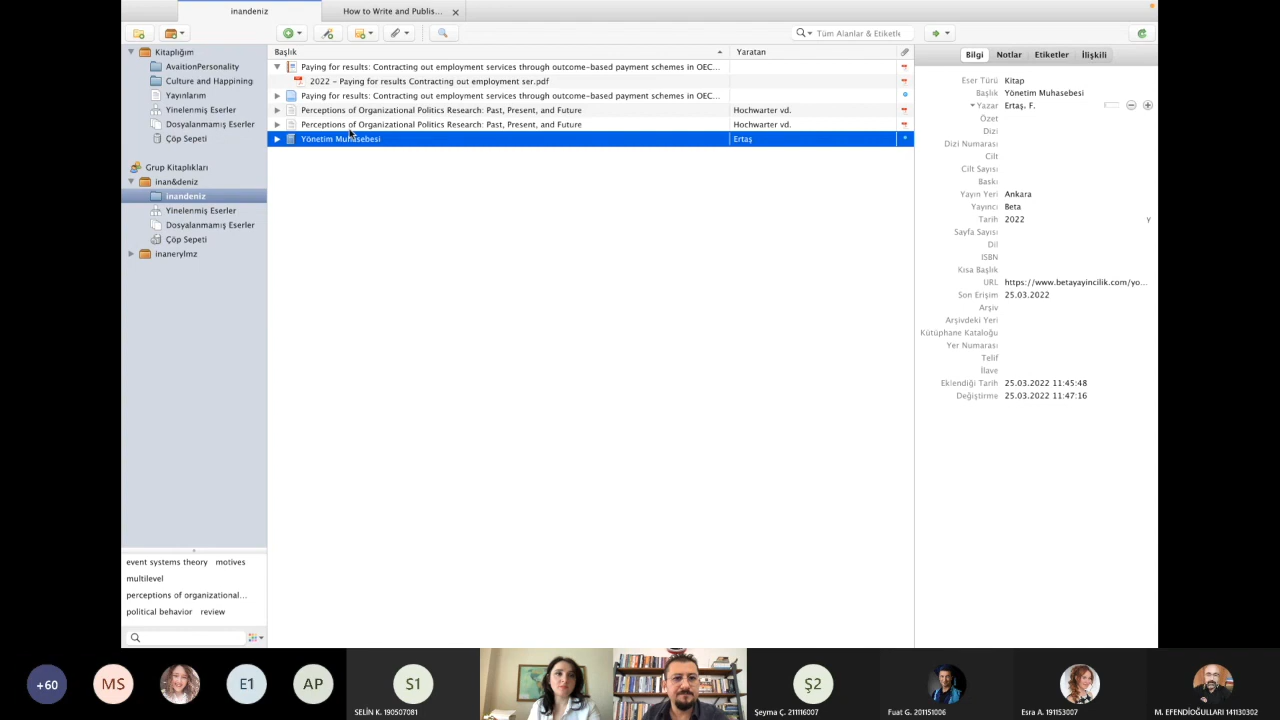 inandeniz
How to Write and Publis...
Tüm Alanlar & Etiketle
Kitaplığım
AvaitionPersonality
Culture and Happining
Yayınlarım
Yinelenmiş Eserler
Dosyalanmamış Eserler
Çöp Sepeti
Grup Kitaplıkları
inan&deniz
inandeniz
Yinelenmiş Eserler
Dosyalanmamış Eserler
Çöp Sepeti
inanerylmz
event systems theory motives
multilevel
perceptions of organizational...
political behavior review
Başlık Yaratan
Paying for results: Contracting out employment services through outcome-based payment schemes in OEC...
2022 - Paying for results Contracting out employment ser.pdf
Paying for results: Contracting out employment services through outcome-based payment schemes in OEC...
Perceptions of Organizational Politics Research: Past, Present, and Future Hochwarter vd.
Perceptions of Organizational Politics Research: Past, Present, and Future Hochwarter vd.
Yönetim Muhasebesi Ertaş
Bilgi Notlar Etiketler İlişkili
Eser Türü Kitap
Başlık Yönetim Muhasebesi
Yazar Ertaş, F.
Özet
Dizi
Dizi Numarası
Cilt
Cilt Sayısı
Baskı
Yayın Yeri Ankara
Yayıncı Beta
Tarih 2022 y
Sayfa Sayısı
Dil
ISBN
Kısa Başlık
URL https://www.betayayincilik.com/yo...
Son Erişim 25.03.2022
Arşiv
Arşivdeki Yeri
Kütüphane Kataloğu
Yer Numarası
Telif
İlave
Eklendiği Tarih 25.03.2022 11:45:48
Değiştirme 25.03.2022 11:47:16
+60
MS
E1
AP
S1
SELİN K. 190507081
Ş2
Şeyma Ç. 211116007
Fuat G. 201151006
Esra A. 191153007
M. EFENDİOĞULLARI 141130302